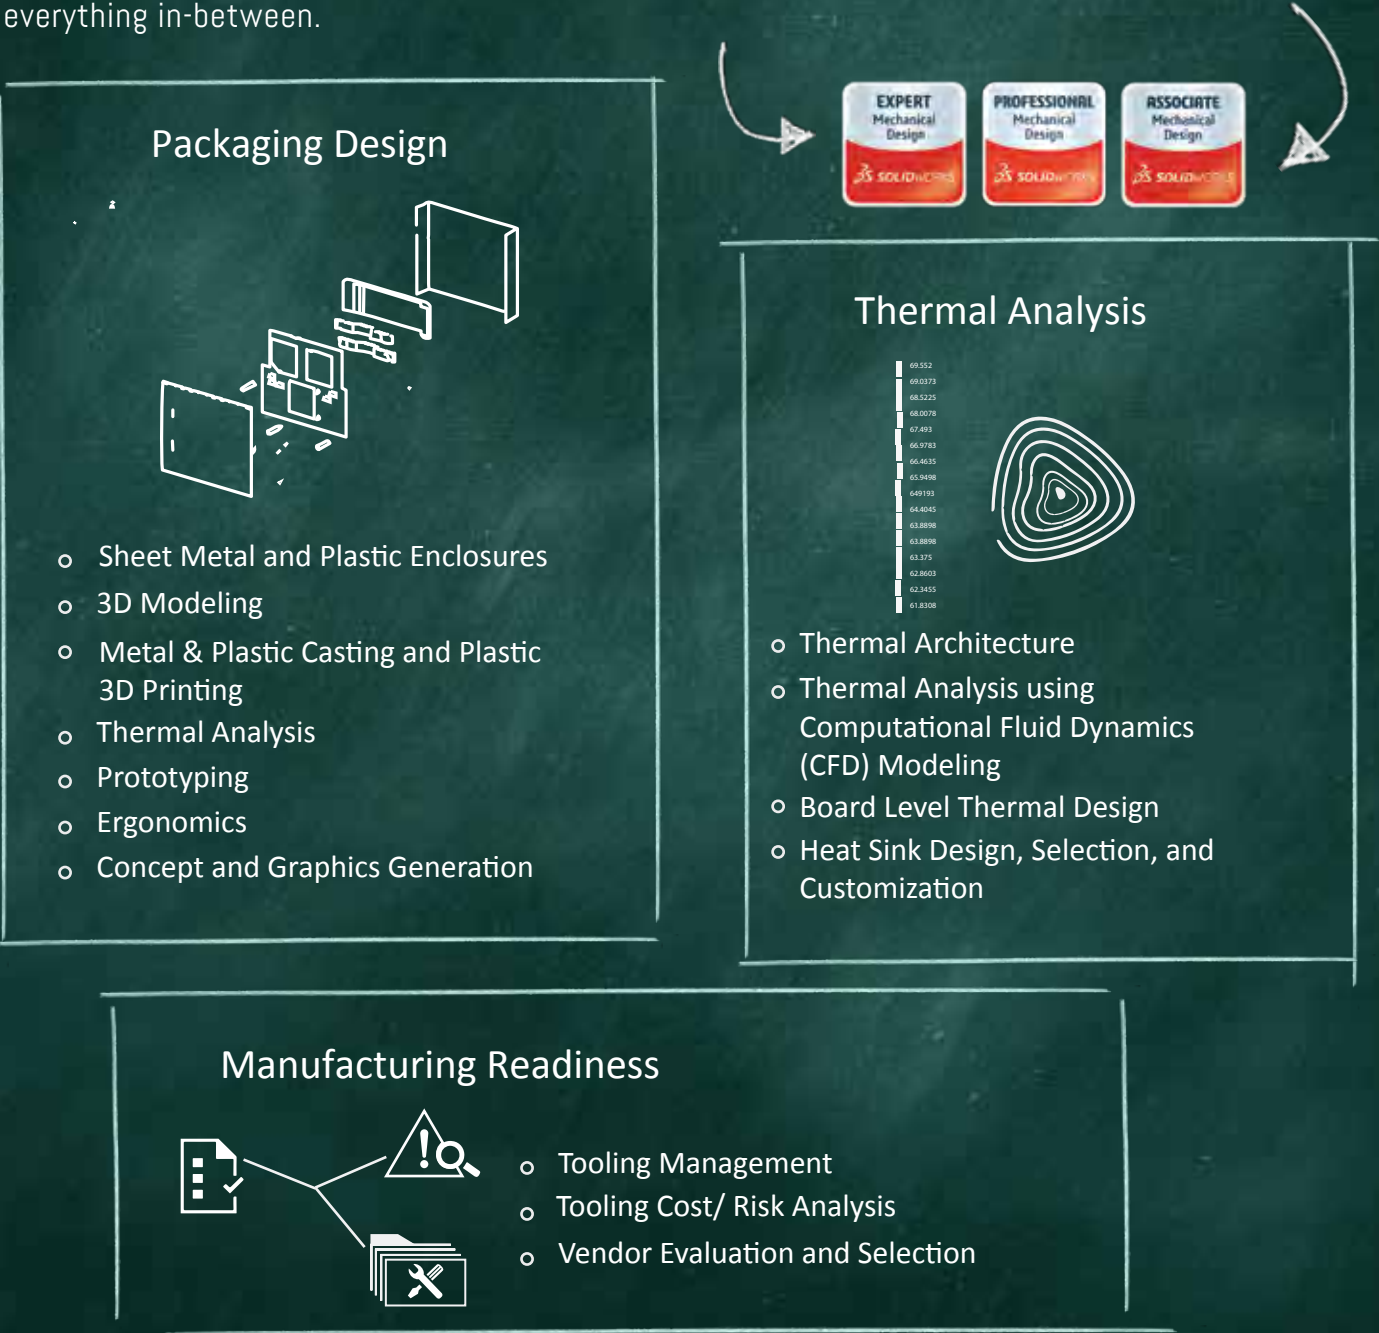 everything in-between.
EXPERT
Mechanical
Design
SOLIDWORKS
PROFESSIONAL
Mechanical
Design
SOLIDWORKS
ASSOCIATE
Mechanical
Design
SOLIDWORKS
Packaging Design
Sheet Metal and Plastic Enclosures
3D Modeling
Metal & Plastic Casting and Plastic
3D Printing
Thermal Analysis
Prototyping
Ergonomics
Concept and Graphics Generation
Thermal Analysis
69.552
69.0373
68.5225
68.0078
67.493
66.9783
66.4635
65.9498
649193
64.4045
63.8898
63.8898
63.375
62.8603
62.3455
61.8308
Thermal Architecture
Thermal Analysis using
Computational Fluid Dynamics
(CFD) Modeling
Board Level Thermal Design
Heat Sink Design, Selection, and
Customization
Manufacturing Readiness
Tooling Management
Tooling Cost/ Risk Analysis
Vendor Evaluation and Selection